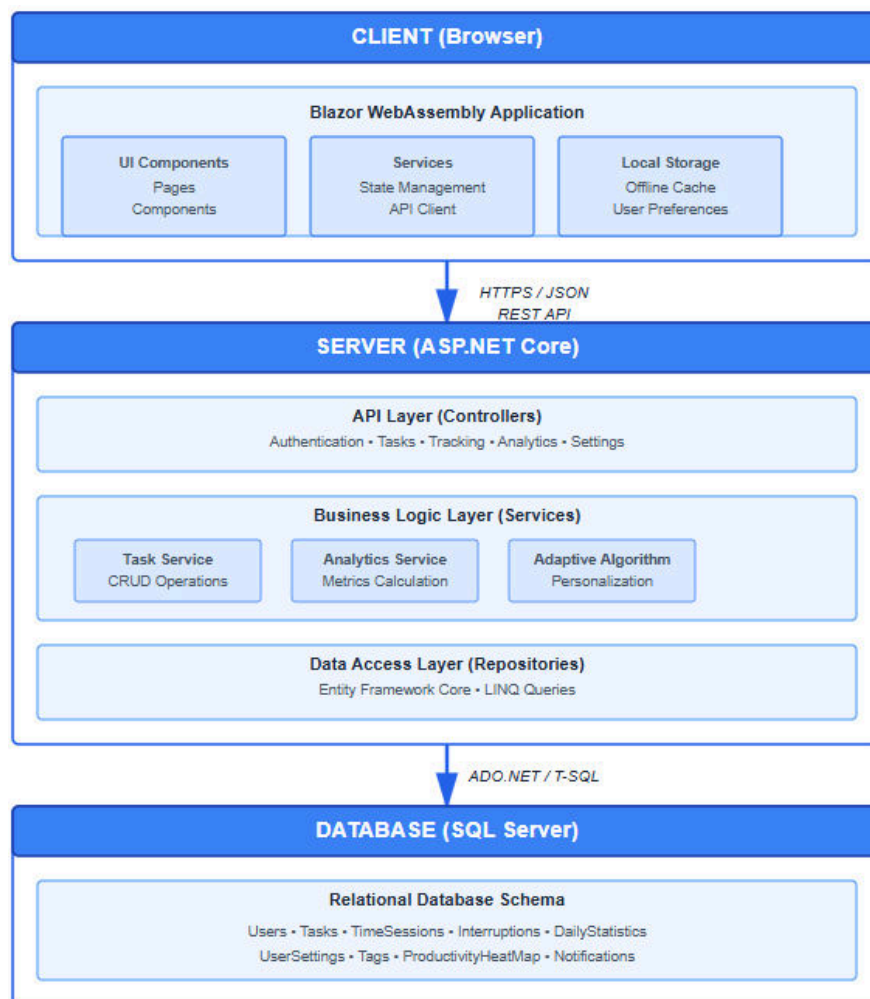 CLIENT (Browser)
Blazor WebAssembly Application
UI Components
Pages
Components
Services
State Management
API Client
Local Storage
Offline Cache
User Preferences
HTTPS / JSON
REST API
SERVER (ASP.NET Core)
API Layer (Controllers)
Authentication • Tasks • Tracking • Analytics • Settings
Business Logic Layer (Services)
Task Service
CRUD Operations
Analytics Service
Metrics Calculation
Adaptive Algorithm
Personalization
Data Access Layer (Repositories)
Entity Framework Core • LINQ Queries
ADO.NET / T-SQL
DATABASE (SQL Server)
Relational Database Schema
Users • Tasks • TimeSessions • Interruptions • DailyStatistics
UserSettings • Tags • ProductivityHeatMap • Notifications